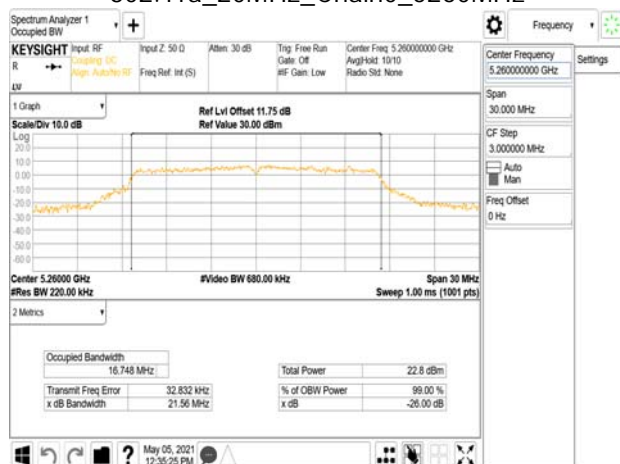 802.11a_20MHz_Chain0_5260MHz
Spectrum Analyzer 1
Occupied BW
+
Frequency
KEYSIGHT
R
LXI
Input: RF
Coupling: DC
Align: Auto/No RF
Input Z: 50 Ω
Freq Ref: Int (S)
Atten: 30 dB
Trig: Free Run
Gate: Off
#IF Gain: Low
Center Freq: 5.260000000 GHz
Avg|Hold: 10/10
Radio Std: None
Center Frequency
5.260000000 GHz
Settings
Span
30.000 MHz
CF Step
3.000000 MHz
Auto
Man
Freq Offset
0 Hz
1 Graph
Scale/Div 10.0 dB
Ref Lvl Offset 11.75 dB
Ref Value 30.00 dBm
Log
20.0
10.0
0.00
-10.0
-20.0
-30.0
-40.0
-50.0
-60.0
Center 5.26000 GHz
#Res BW 220.00 kHz
#Video BW 680.00 kHz
Span 30 MHz
Sweep 1.00 ms (1001 pts)
2 Metrics
Occupied Bandwidth
16.748 MHz
Transmit Freq Error 32.832 kHz
x dB Bandwidth 21.56 MHz
Total Power 22.8 dBm
% of OBW Power 99.00 %
x dB -26.00 dB
?
May 05, 2021
12:35:25 PM